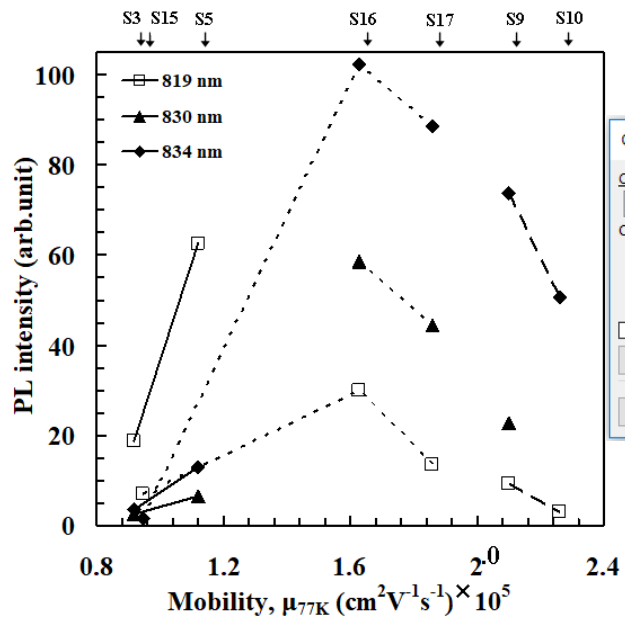 S3 S15 S5 S16 S17 S9 S10
100
80
60
40
20
0
819 nm
830 nm
834 nm
PL intensity (arb.unit)
0.8 1.2 1.6 2.0 2.4
Mobility, μ77K (cm²V⁻¹s⁻¹)×10⁵